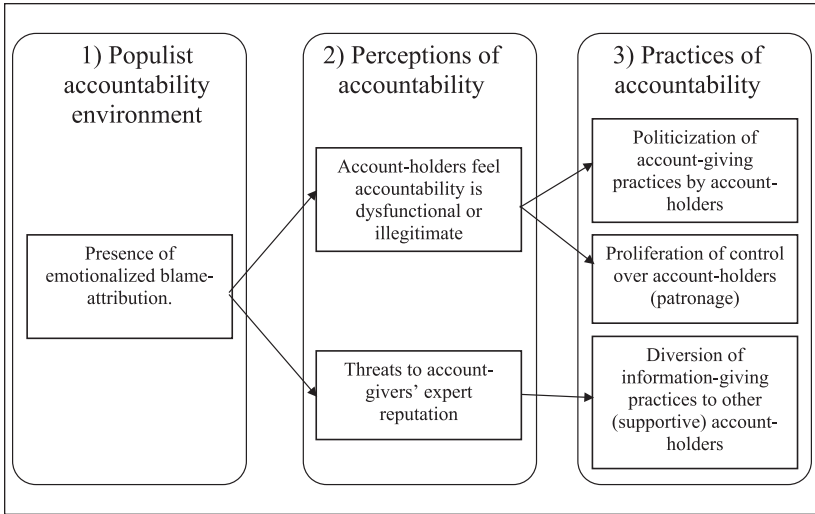 1) Populist
accountability
environment
Presence of
emotionalized blame-
attribution.
2) Perceptions of
accountability
Account-holders feel
accountability is
dysfunctional or
illegitimate
Threats to account-
givers’ expert
reputation
3) Practices of
accountability
Politicization of
account-giving
practices by account-
holders
Proliferation of control
over account-holders
(patronage)
Diversion of
information-giving
practices to other
(supportive) account-
holders